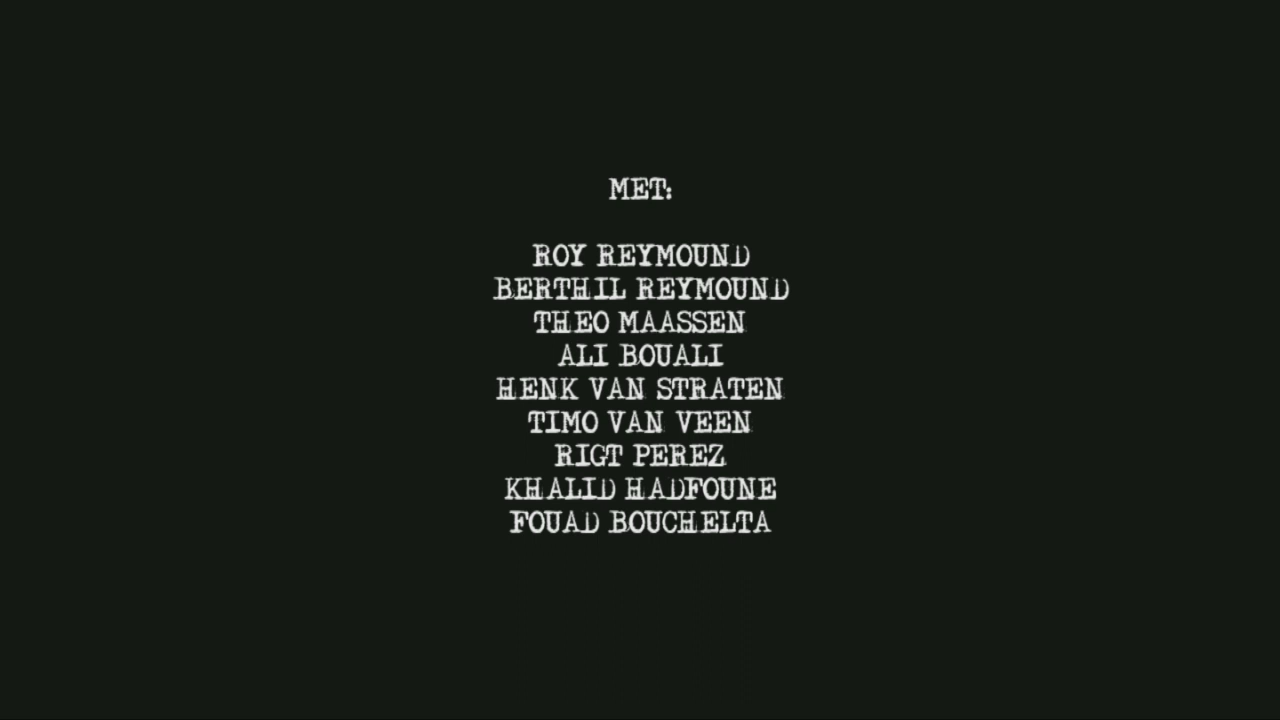 MET:
ROY REYMOUND
BERTHIL REYMOUND
THEO MAASSEN
ALI BOUALI
HENK VAN STRATEN
TIMO VAN VEEN
RIGT PEREZ
KHALID HADFOUNE
FOUAD BOUCHELTA